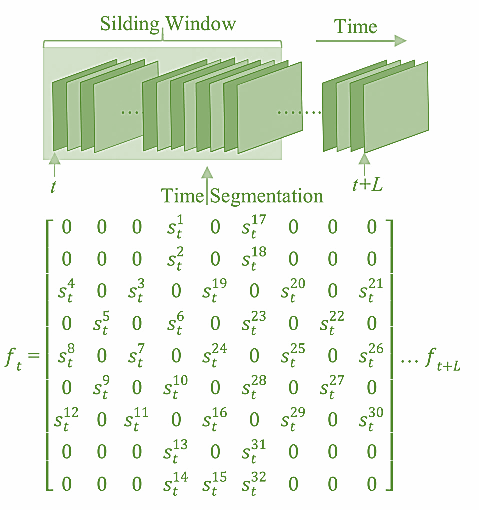 Silding Window
Time
t
t+L
Time Segmentation
0 0 0 s_t^1 0 s_t^17 0 0 0
0 0 0 s_t^2 0 s_t^18 0 0 0
s_t^4 0 s_t^3 0 s_t^19 0 s_t^20 0 s_t^21
0 s_t^5 0 s_t^6 0 s_t^23 0 s_t^22 0
f_t = s_t^8 0 s_t^7 0 s_t^24 0 s_t^25 0 s_t^26 ... f_{t+L}
0 s_t^9 0 s_t^10 0 s_t^28 0 s_t^27 0
s_t^12 0 s_t^11 0 s_t^16 0 s_t^29 0 s_t^30
0 0 0 s_t^13 0 s_t^31 0 0 0
0 0 0 s_t^14 s_t^15 s_t^32 0 0 0